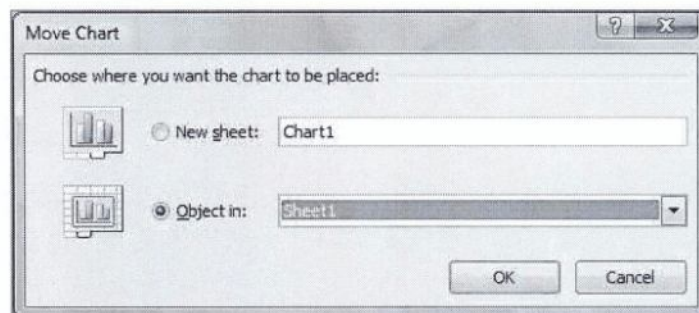 Move Chart
Choose where you want the chart to be placed:
New sheet: Chart1
Object in: Sheet1
OK Cancel